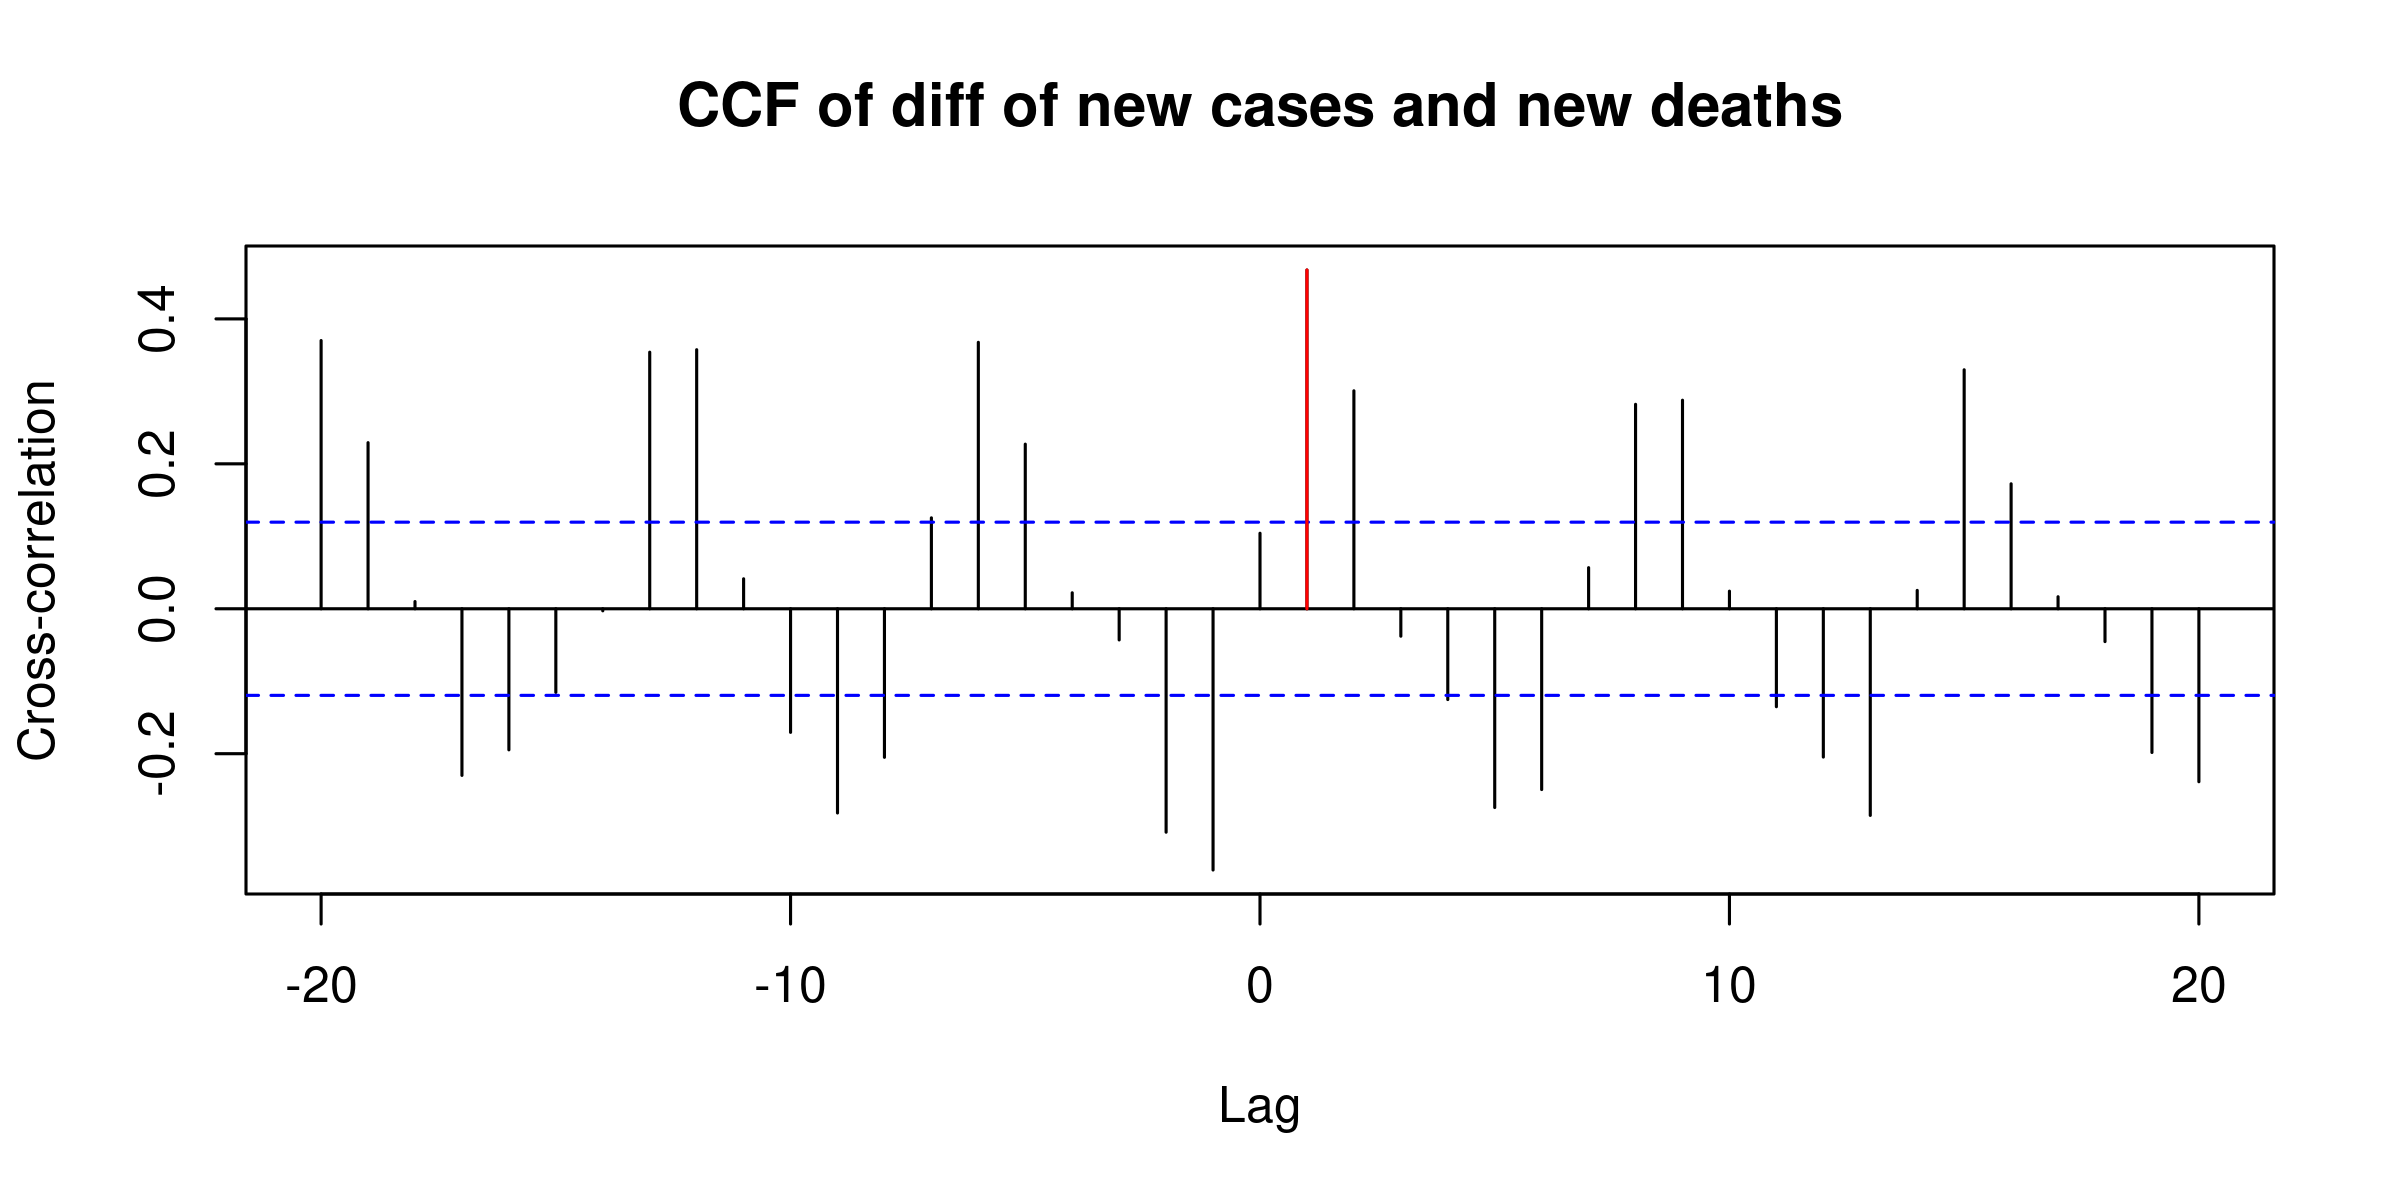 CCF of diff of new cases and new deaths
Cross-correlation
0.4
0.2
0.0
-0.2
-20 -10 0 10 20
Lag